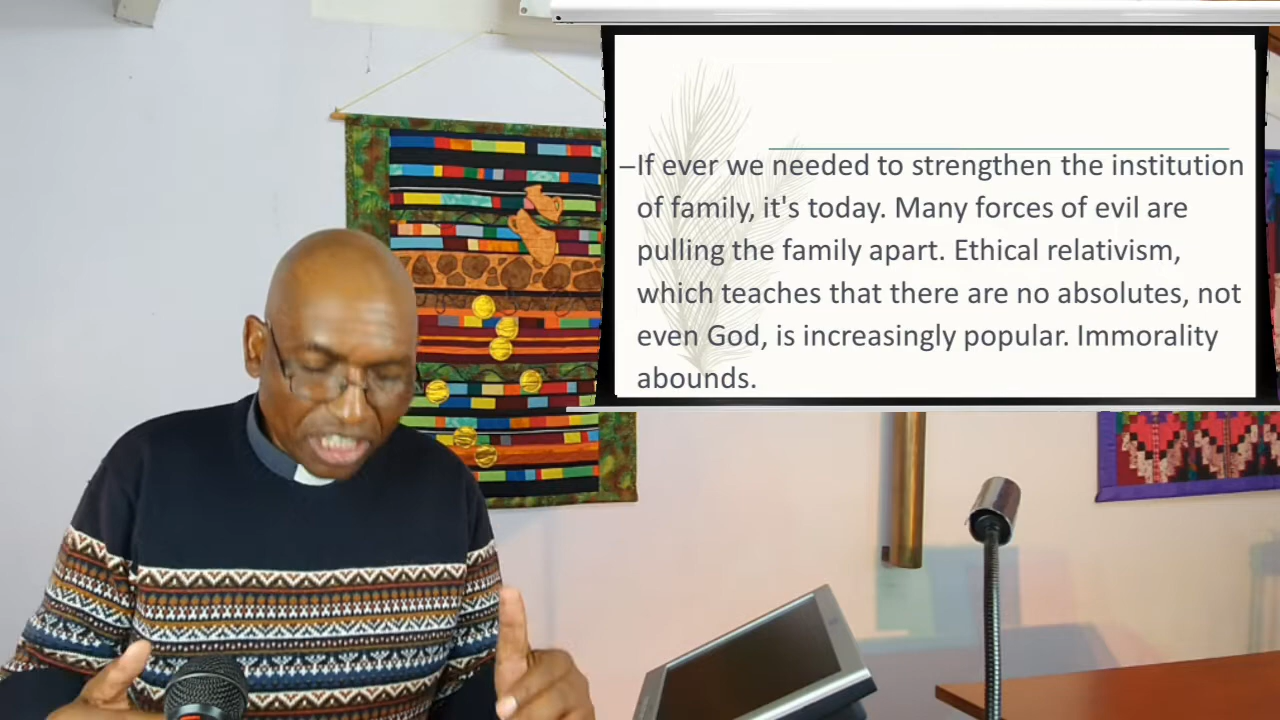 –If ever we needed to strengthen the institution
of family, it's today. Many forces of evil are
pulling the family apart. Ethical relativism,
which teaches that there are no absolutes, not
even God, is increasingly popular. Immorality
abounds.